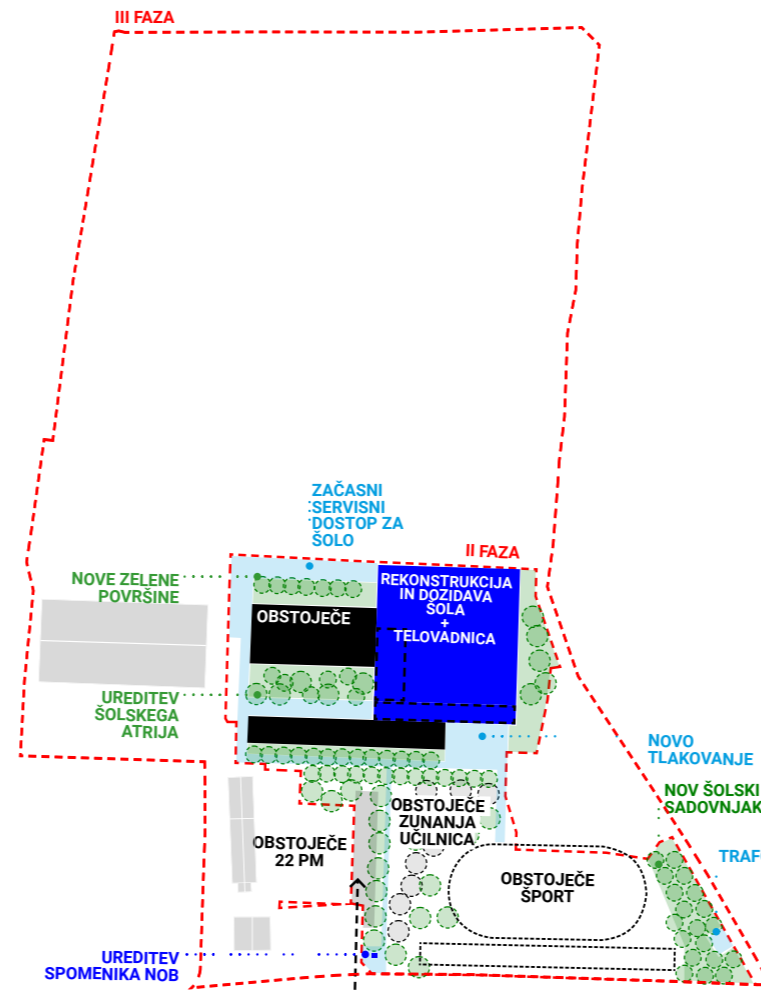 III FAZA
ZAČASNI
SERVISNI
DOSTOP ZA
ŠOLO
II FAZA
NOVE ZELENE
POVRŠINE
REKONSTRUKCIJA
IN DOZIDAVA
ŠOLA
+
TELOVADNICA
OBSTOJEČE
UREDITEV
ŠOLSKEGA
ATRIJA
NOVO
TLAKOVANJE
NOV ŠOLSKI
SADOVNJAK
OBSTOJEČE
ZUNANJA
UČILNICA
OBSTOJEČE
22 PM
TRAF
OBSTOJEČE
ŠPORT
UREDITEV
SPOMENIKA NOB